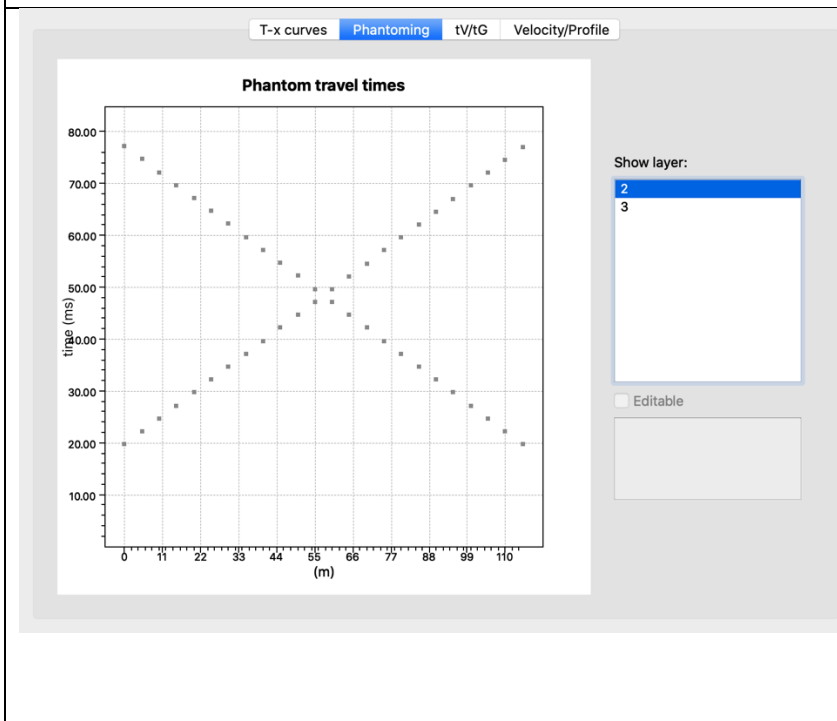 T-x curves Phantoming tV/tG Velocity/Profile
Phantom travel times
80.00
70.00
60.00
50.00
40.00
30.00
20.00
10.00
time (ms)
0 11 22 33 44 55 66 77 88 99 110
(m)
Show layer:
2
3
Editable